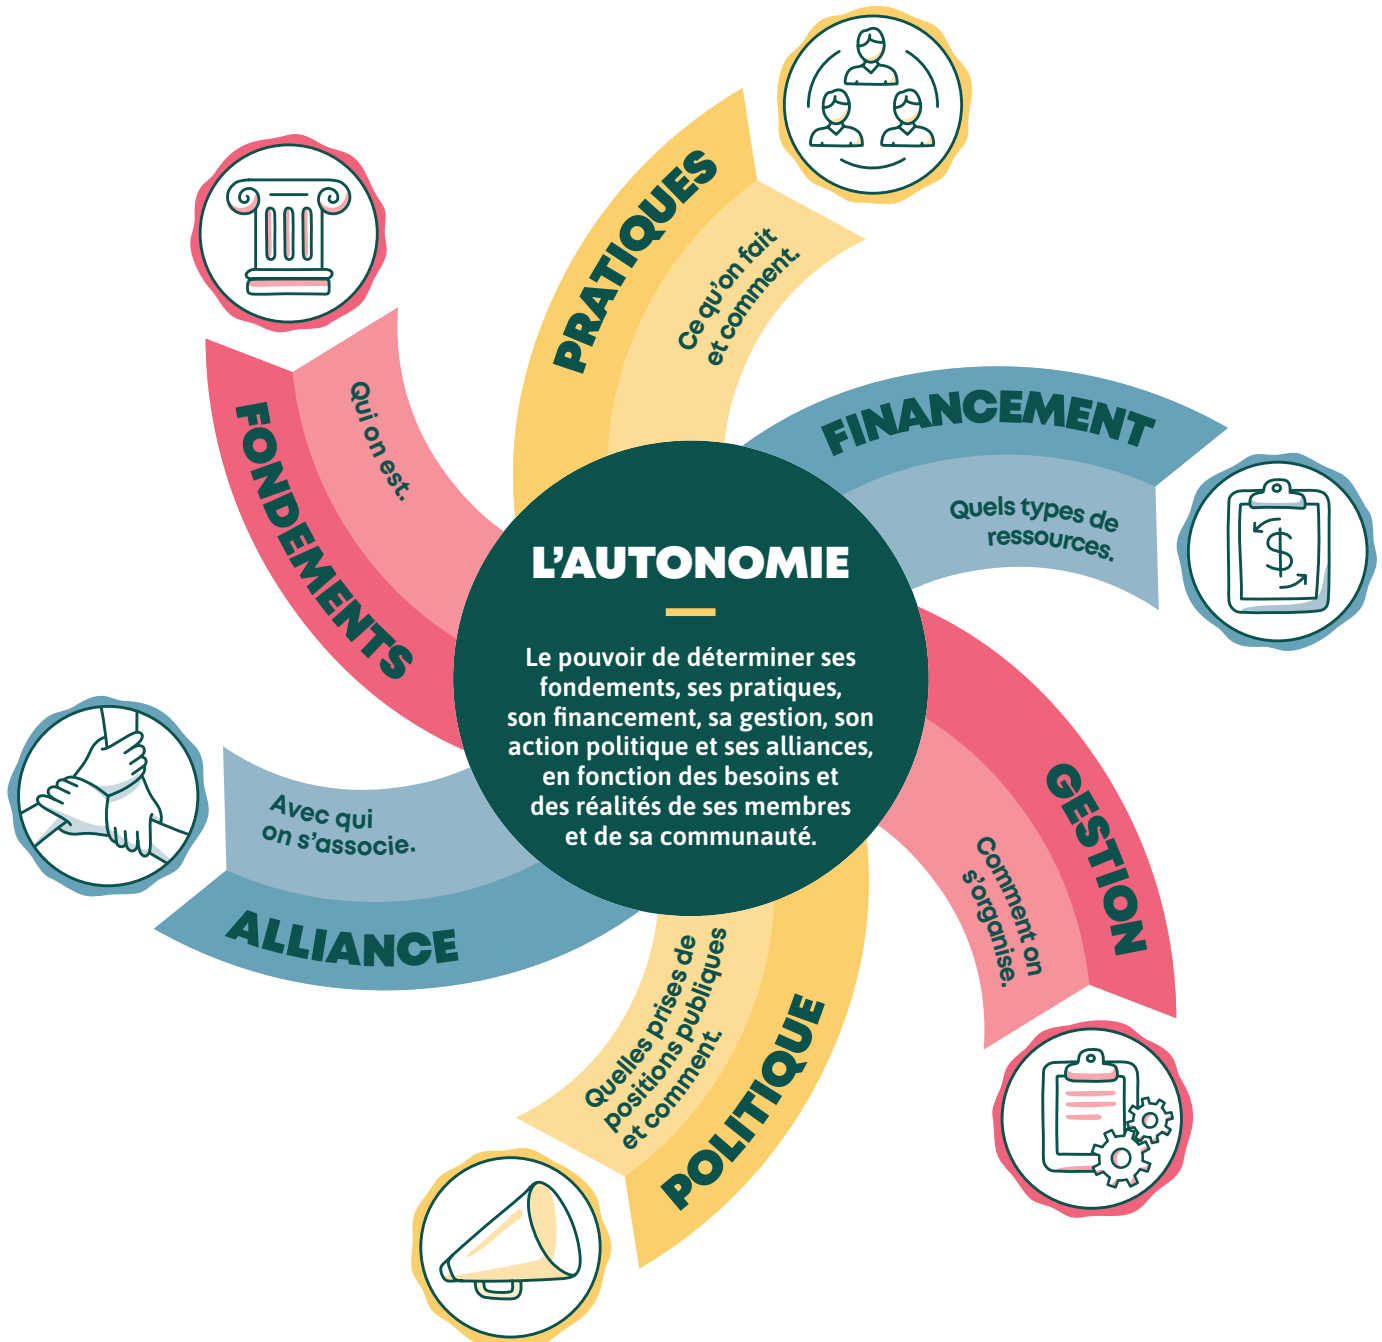 PRATIQUES
Ce qu'on fait
et comment.
FINANCEMENT
Quels types de
ressources.
FONDEMENTS
Qui on est.
L'AUTONOMIE
Le pouvoir de déterminer ses
fondements, ses pratiques,
son financement, sa gestion, son
action politique et ses alliances,
en fonction des besoins et
des réalités de ses membres
et de sa communauté.
GESTION
Comment on
s'organise.
Avec qui
on s'associe.
ALLIANCE
Quelles prises de
positions publiques
et comment.
POLITIQUE
$